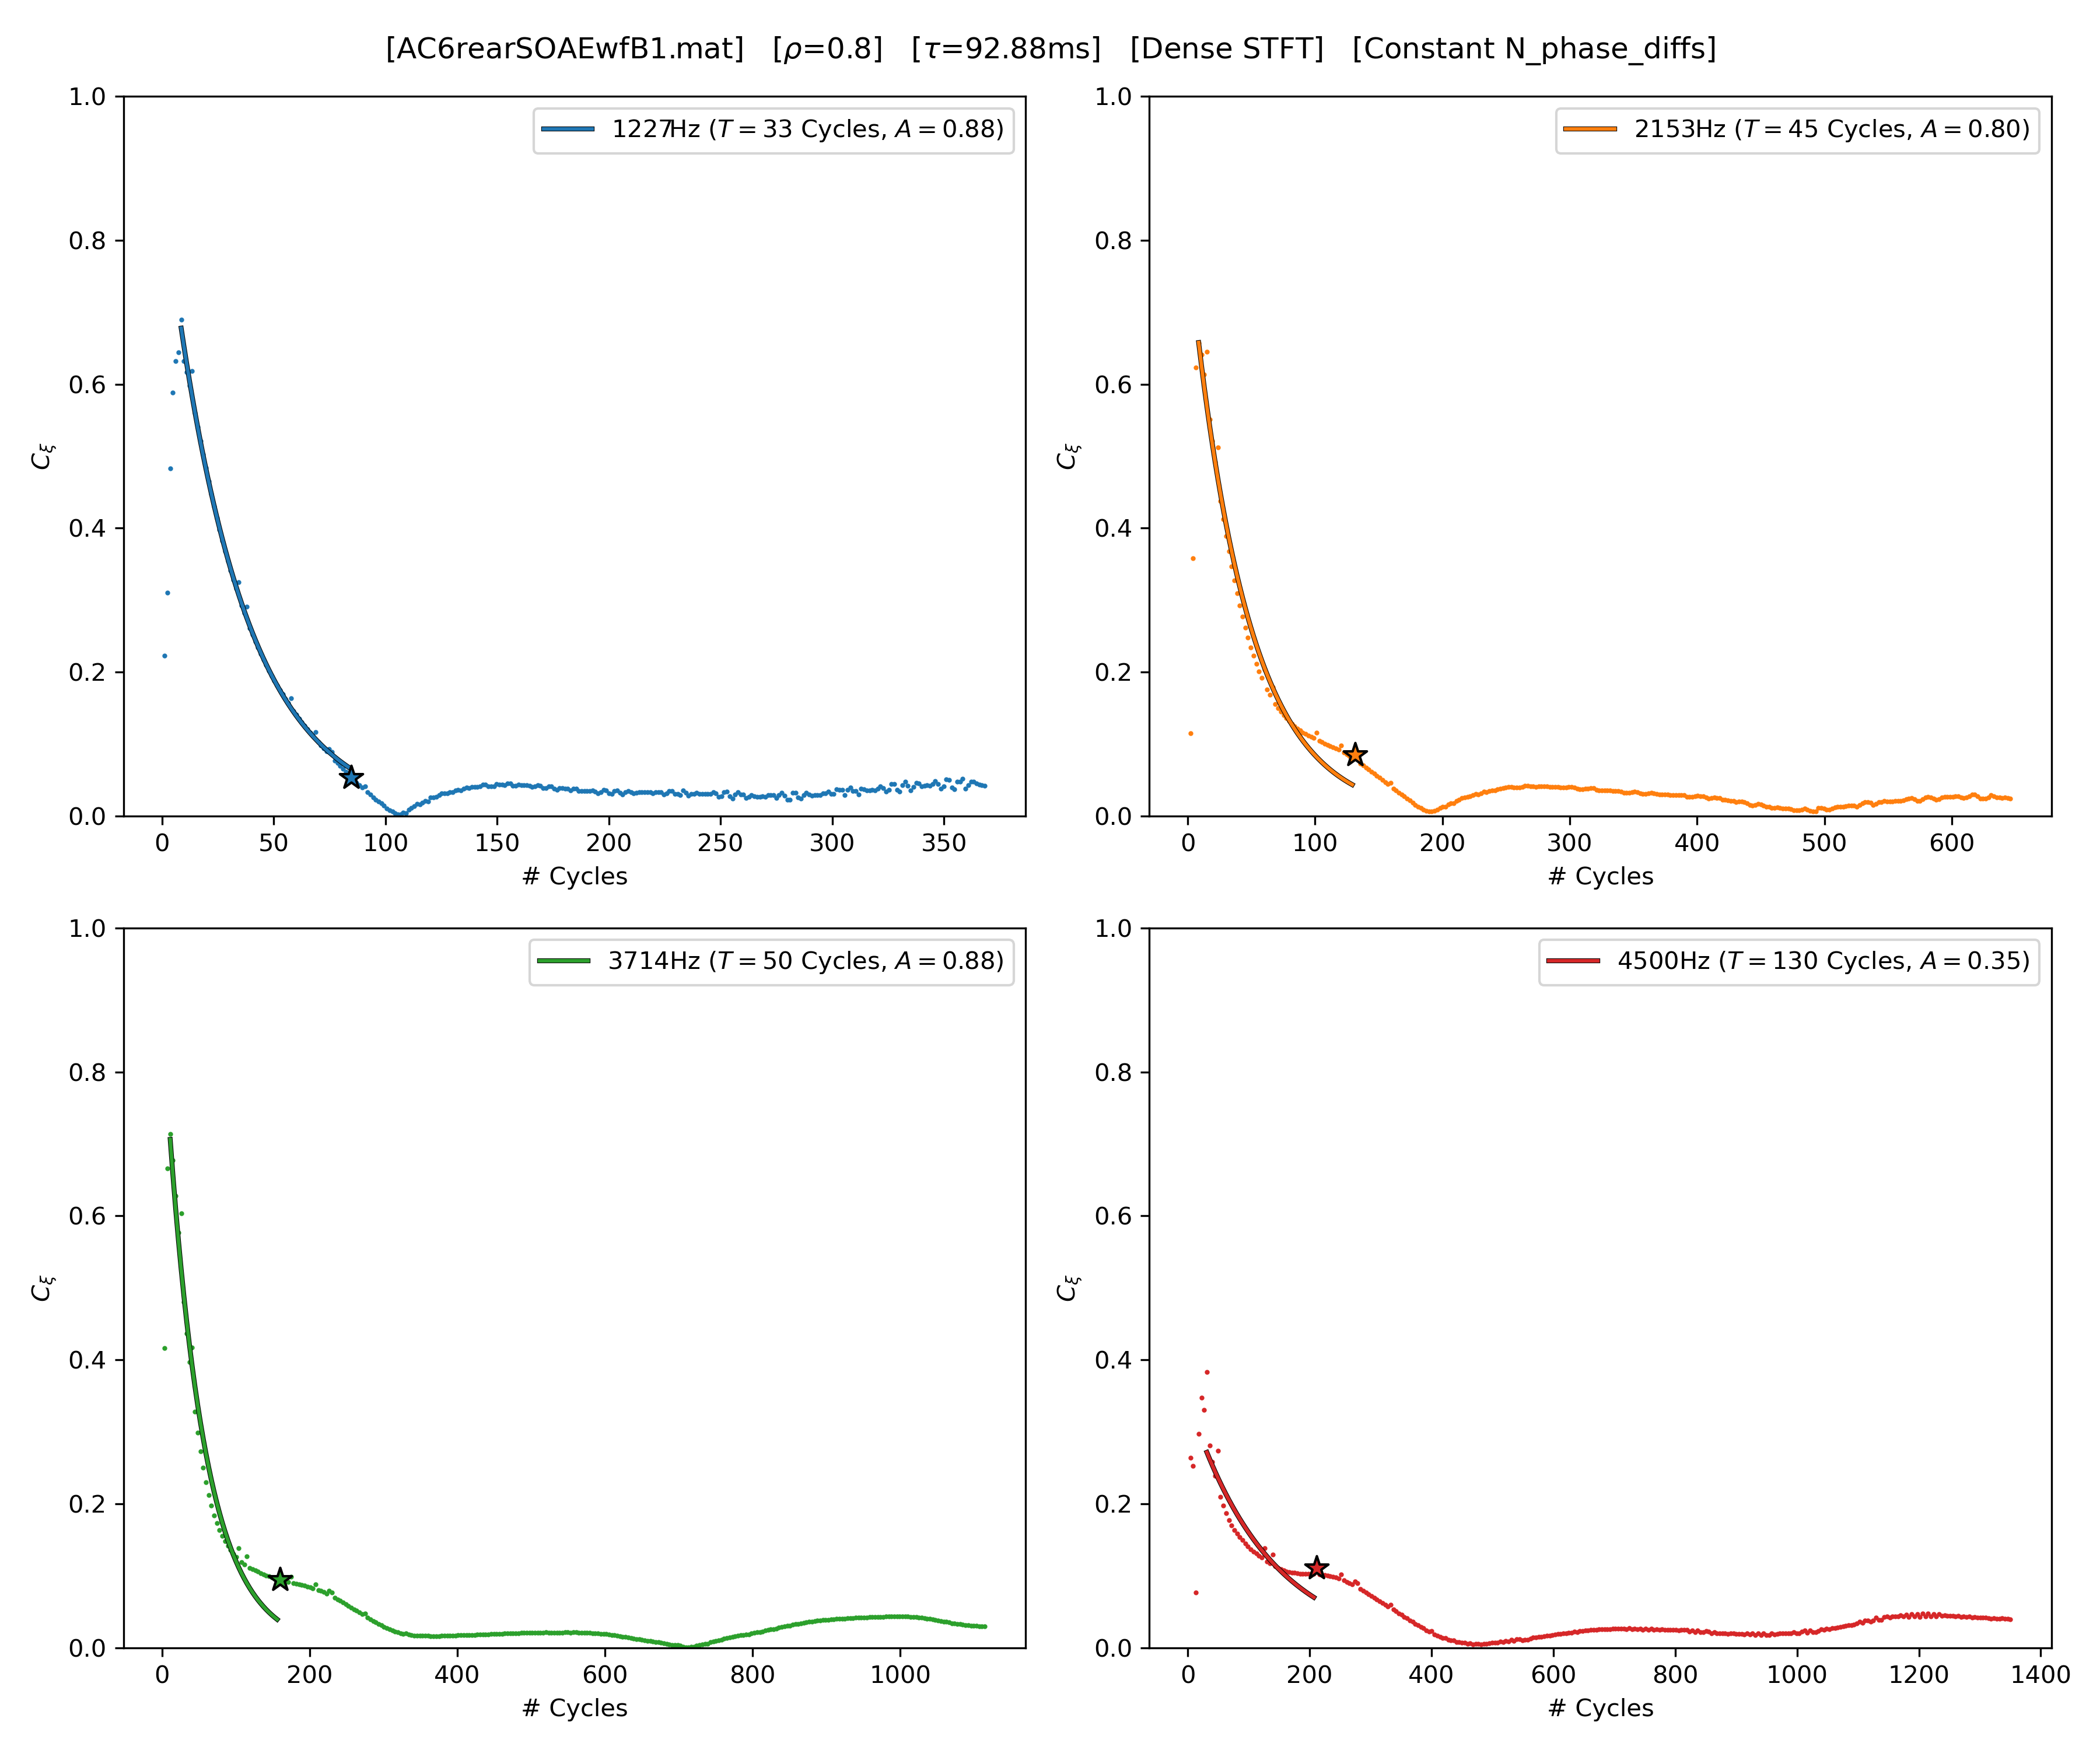 [AC6rearSOAEwfB1.mat] [ρ=0.8] [τ=92.88ms] [Dense STFT] [Constant N_phase_diffs]
1227Hz (T = 33 Cycles, A = 0.88)
1.0
0.8
0.6
0.4
0.2
0.0
Cξ
0 50 100 150 200 250 300 350
# Cycles
2153Hz (T = 45 Cycles, A = 0.80)
1.0
0.8
0.6
0.4
0.2
0.0
Cξ
0 100 200 300 400 500 600
# Cycles
3714Hz (T = 50 Cycles, A = 0.88)
1.0
0.8
0.6
0.4
0.2
0.0
Cξ
0 200 400 600 800 1000
# Cycles
4500Hz (T = 130 Cycles, A = 0.35)
1.0
0.8
0.6
0.4
0.2
0.0
Cξ
0 200 400 600 800 1000 1200 1400
# Cycles